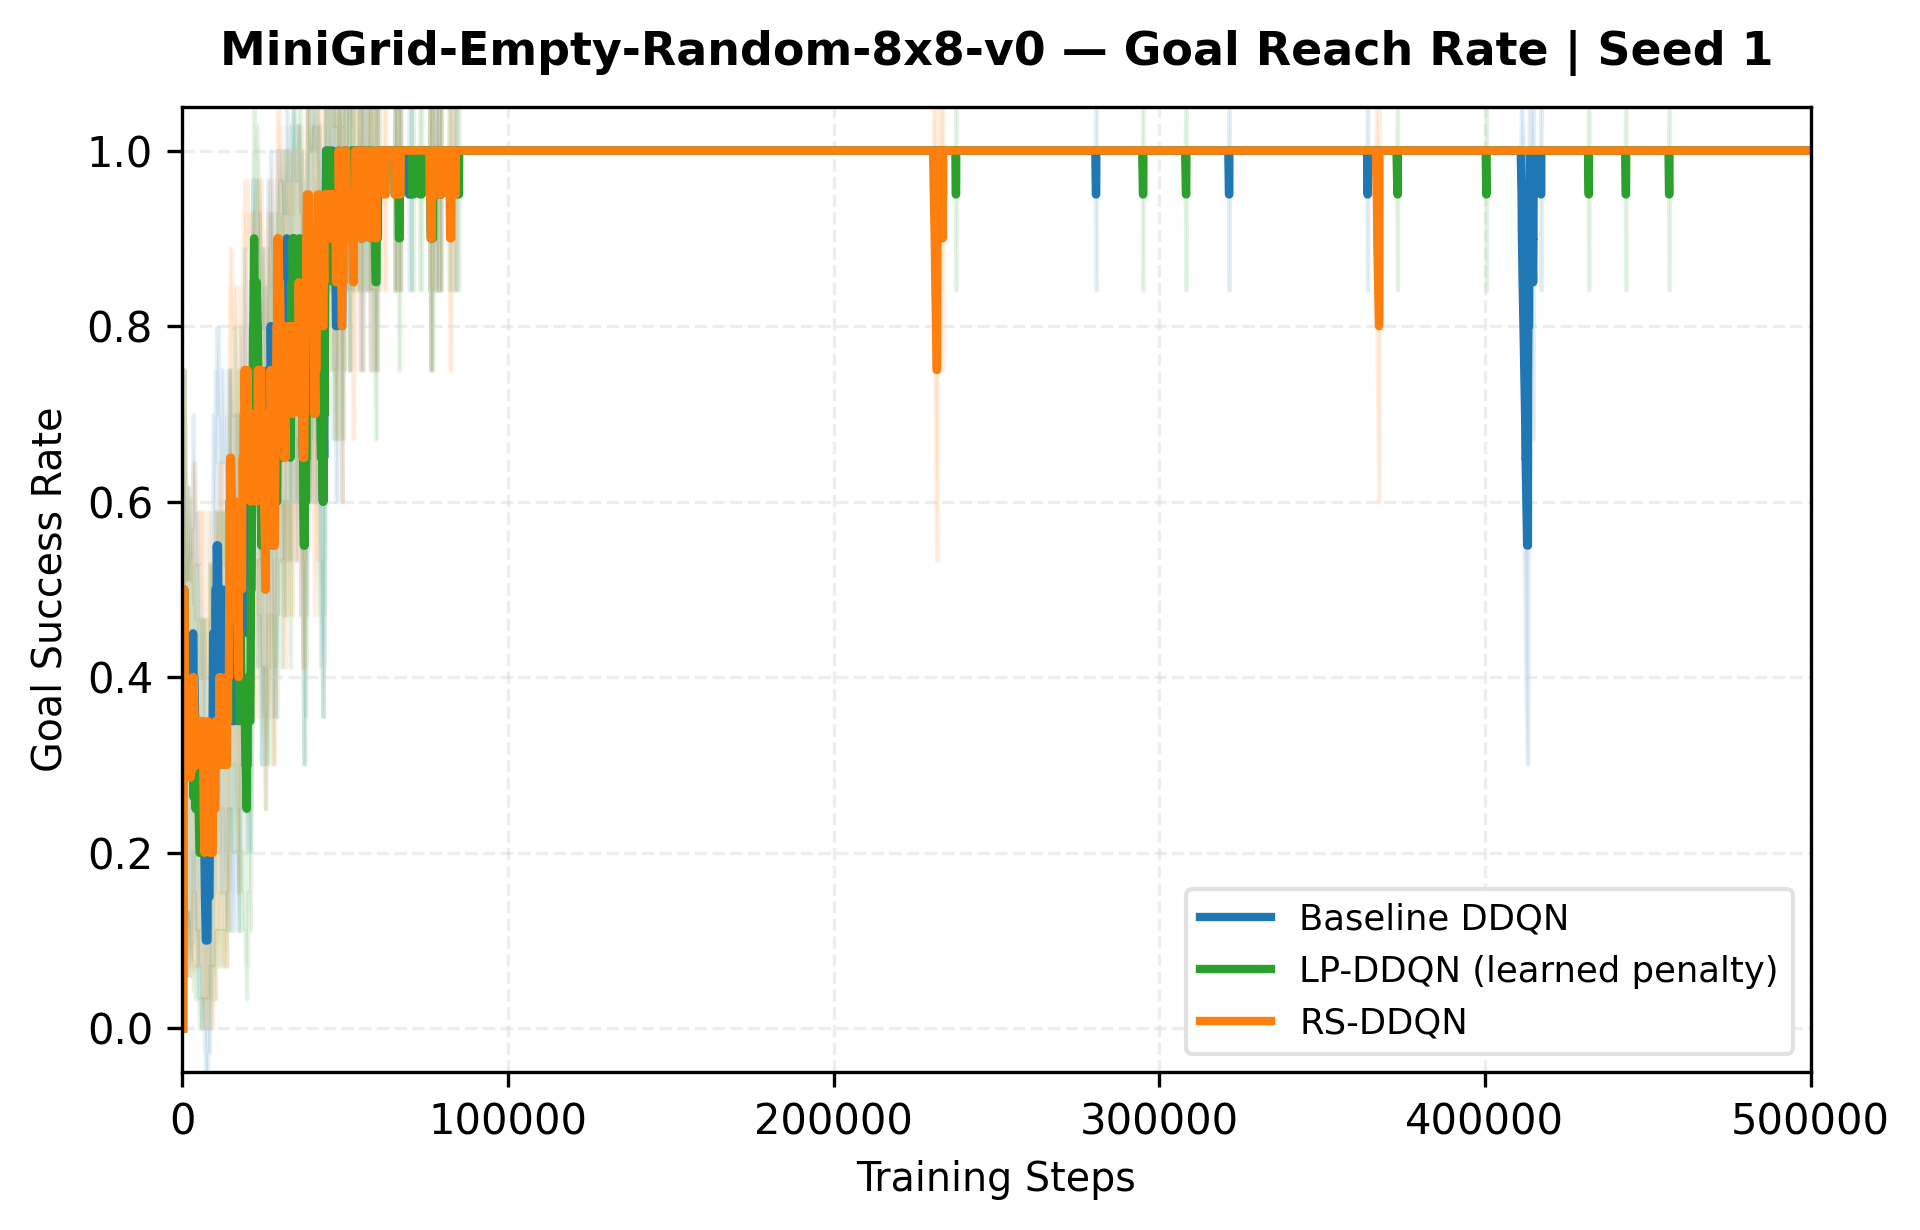 MiniGrid-Empty-Random-8x8-v0 — Goal Reach Rate | Seed 1
Goal Success Rate
1.0
0.8
0.6
0.4
0.2
0.0
0
100000
200000
300000
400000
500000
Training Steps
Baseline DDQN
LP-DDQN (learned penalty)
RS-DDQN